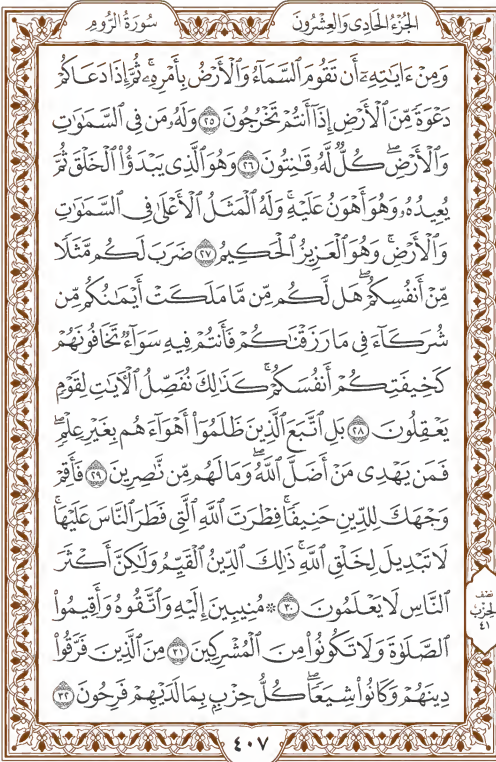 الجُزْءُ الحَادِي وَالعِشْرُونَ
سُورَةُ الرُّومِ
وَمِنْ ءَايَـٰتِهِۦٓ أَن تَقُومَ ٱلسَّمَآءُ وَٱلْأَرْضُ بِأَمْرِهِۦ ۚ ثُمَّ إِذَا دَعَاكُمْ
دَعْوَةً مِّنَ ٱلْأَرْضِ إِذَآ أَنتُمْ تَخْرُجُونَ ٢٥ وَلَهُۥ مَن فِى ٱلسَّمَـٰوَٰتِ
وَٱلْأَرْضِ ۖ كُلٌّ لَّهُۥ قَـٰنِتُونَ ٢٦ وَهُوَ ٱلَّذِى يَبْدَؤُا۟ ٱلْخَلْقَ ثُمَّ
يُعِيدُهُۥ وَهُوَ أَهْوَنُ عَلَيْهِ ۚ وَلَهُ ٱلْمَثَلُ ٱلْأَعْلَىٰ فِى ٱلسَّمَـٰوَٰتِ
وَٱلْأَرْضِ ۚ وَهُوَ ٱلْعَزِيزُ ٱلْحَكِيمُ ٢٧ ضَرَبَ لَكُم مَّثَلًا
مِّنْ أَنفُسِكُمْ ۖ هَل لَّكُم مِّن مَّا مَلَكَتْ أَيْمَـٰنُكُم مِّن
شُرَكَآءَ فِى مَا رَزَقْنَـٰكُمْ فَأَنتُمْ فِيهِ سَوَآءٌ تَخَافُونَهُمْ
كَخِيفَتِكُمْ أَنفُسَكُمْ ۚ كَذَٰلِكَ نُفَصِّلُ ٱلْـَٔايَـٰتِ لِقَوْمٍ
يَعْقِلُونَ ٢٨ بَلِ ٱتَّبَعَ ٱلَّذِينَ ظَلَمُوٓا۟ أَهْوَآءَهُم بِغَيْرِ عِلْمٍ ۖ
فَمَن يَهْدِى مَنْ أَضَلَّ ٱللَّهُ ۖ وَمَا لَهُم مِّن نَّـٰصِرِينَ ٢٩ فَأَقِمْ
وَجْهَكَ لِلدِّينِ حَنِيفًا ۚ فِطْرَتَ ٱللَّهِ ٱلَّتِى فَطَرَ ٱلنَّاسَ عَلَيْهَا ۚ
لَا تَبْدِيلَ لِخَلْقِ ٱللَّهِ ۚ ذَٰلِكَ ٱلدِّينُ ٱلْقَيِّمُ وَلَـٰكِنَّ أَكْثَرَ
ٱلنَّاسِ لَا يَعْلَمُونَ ٣٠ ۞ مُنِيبِينَ إِلَيْهِ وَٱتَّقُوهُ وَأَقِيمُوا۟
ٱلصَّلَوٰةَ وَلَا تَكُونُوا۟ مِنَ ٱلْمُشْرِكِينَ ٣١ مِنَ ٱلَّذِينَ فَرَّقُوا۟
دِينَهُمْ وَكَانُوا۟ شِيَعًا ۖ كُلُّ حِزْبٍۭ بِمَا لَدَيْهِمْ فَرِحُونَ ٣٢
نصف
الحزب
٤١
٤٠٧